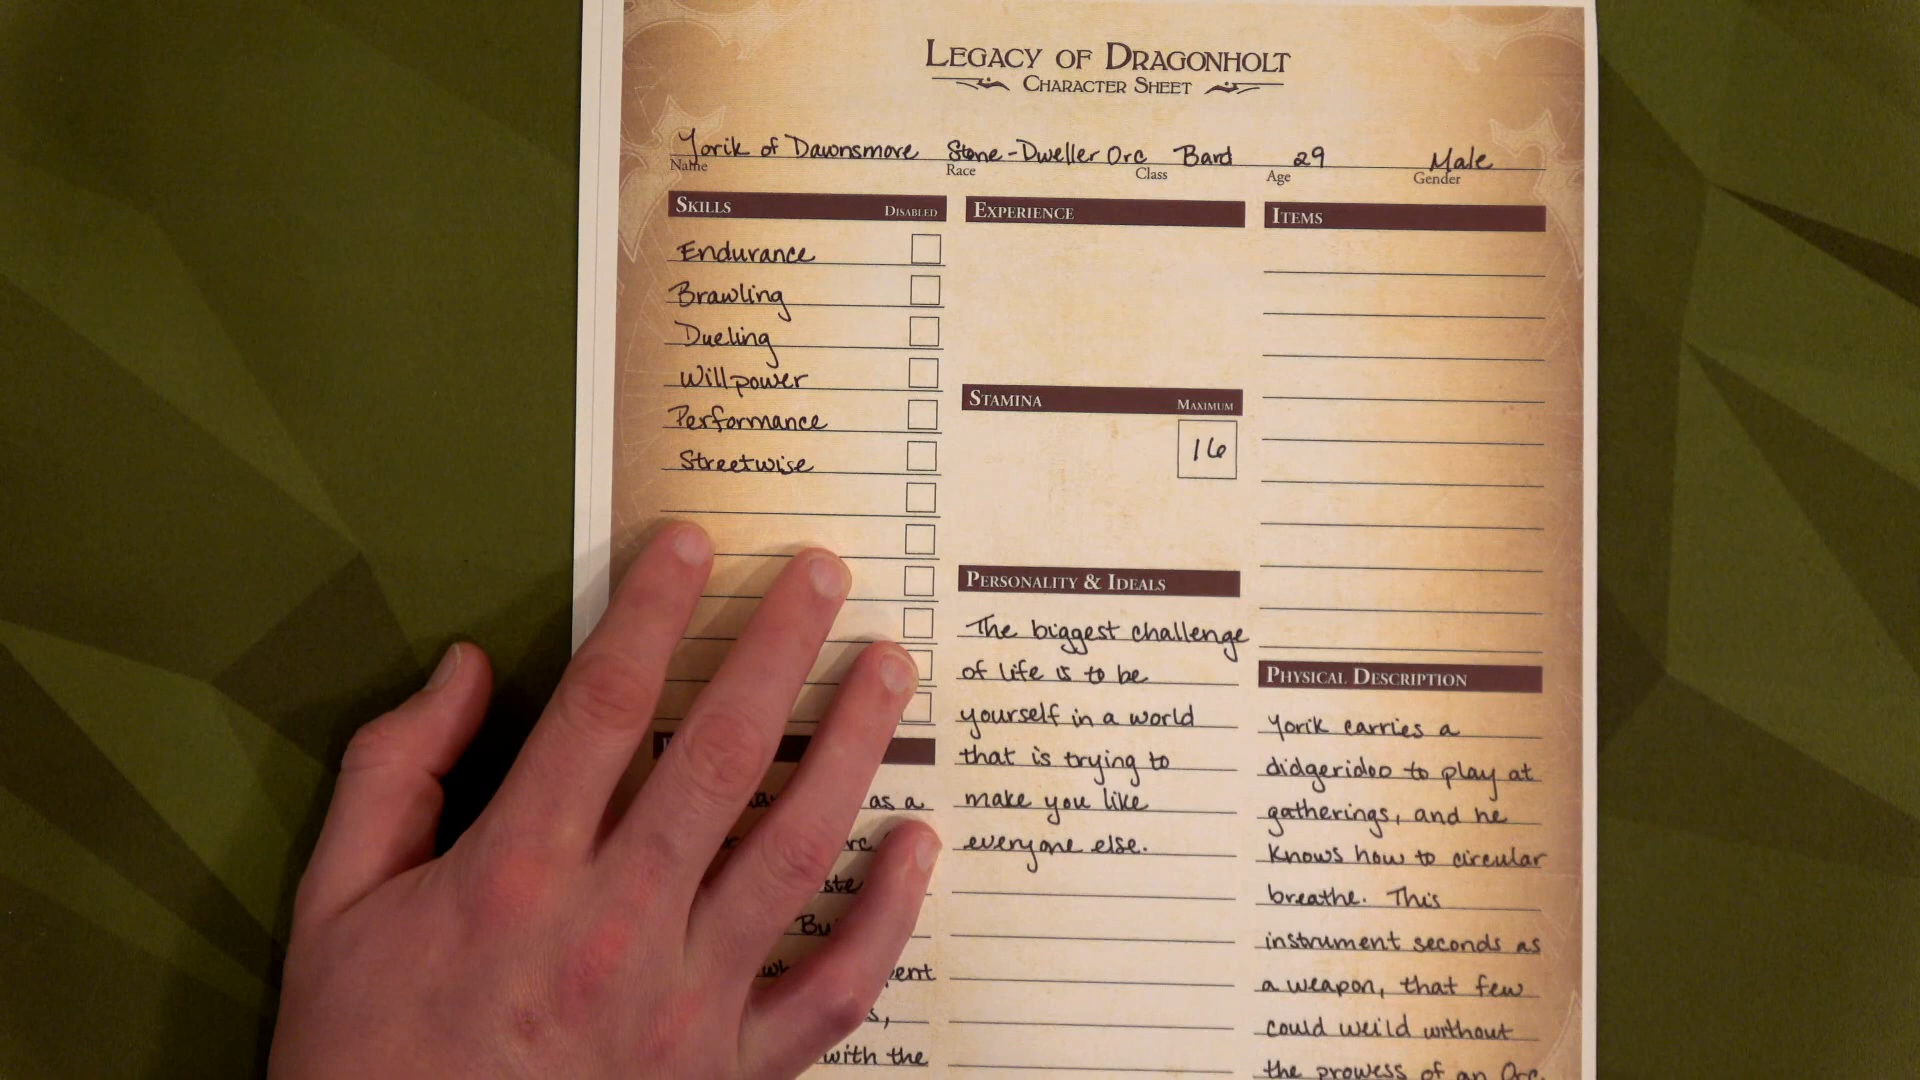 LEGACY OF DRAGONHOLT
CHARACTER SHEET
Yorik of Dawnsmore Stone-Dweller Orc Bard 29 Male
Name Race Class Age Gender
SKILLS DISABLED
Endurance
Brawling
Dueling
Willpower
Performance
Streetwise
as a
with the
EXPERIENCE
STAMINA MAXIMUM
16
PERSONALITY & IDEALS
The biggest challenge
of life is to be
yourself in a world
that is trying to
make you like
everyone else.
ITEMS
PHYSICAL DESCRIPTION
Yorik carries a
didgeridoo to play at
gatherings, and he
knows how to circular
breathe. This
instrument seconds as
a weapon, that few
could weild without
the prowess of an Orc.